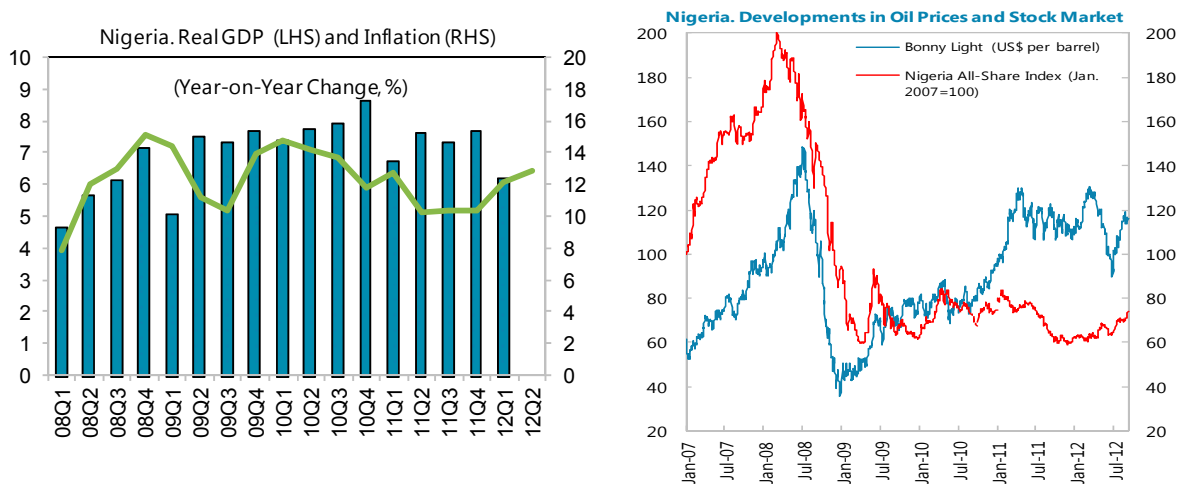 Nigeria. Real GDP (LHS) and Inflation (RHS)
(Year-on-Year Change, %)
10
9
8
7
6
5
4
3
2
1
0
20
18
16
14
12
10
8
6
4
2
0
08Q1
08Q2
08Q3
08Q4
09Q1
09Q2
09Q3
09Q4
10Q1
10Q2
10Q3
10Q4
11Q1
11Q2
11Q3
11Q4
12Q1
12Q2
Nigeria. Developments in Oil Prices and Stock Market
Bonny Light (US$ per barrel)
Nigeria All-Share Index (Jan.
2007=100)
200
180
160
140
120
100
80
60
40
20
200
180
160
140
120
100
80
60
40
20
Jan-07
Jul-07
Jan-08
Jul-08
Jan-09
Jul-09
Jan-10
Jul-10
Jan-11
Jul-11
Jan-12
Jul-12